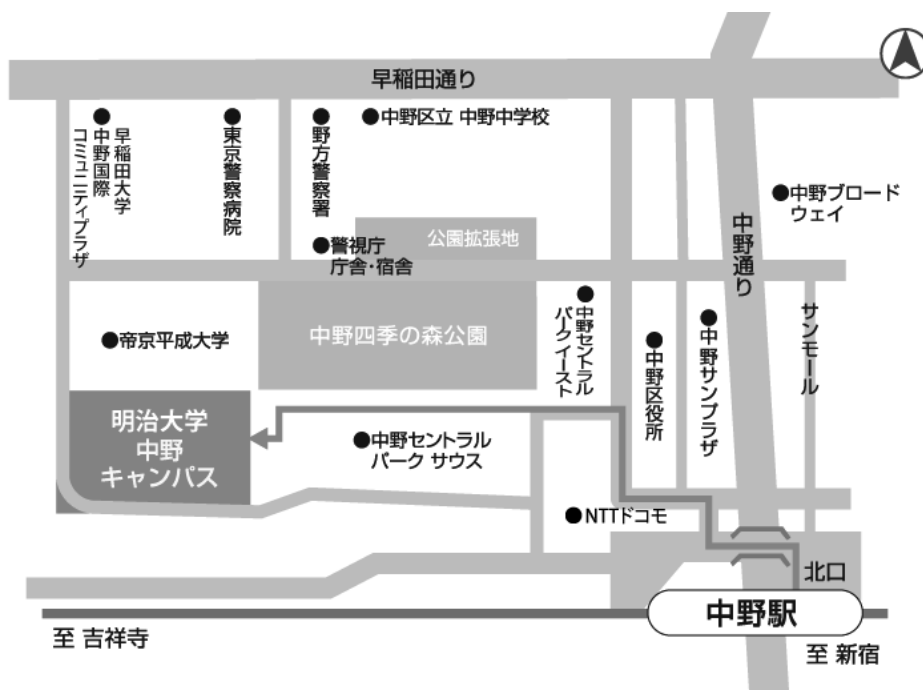 早稲田通り
早稲田大学
中野国際
コミュニティプラザ
東京警察病院
野方警察署
中野区立 中野中学校
中野ブロード
ウェイ
中野通り
公園拡張地
警視庁
庁舎・宿舎
中野四季の森公園
帝京平成大学
中野セントラル
パークイースト
中野区役所
中野サンプラザ
サンモール
明治大学
中野
キャンパス
中野セントラル
パーク サウス
NTTドコモ
北口
中野駅
至 吉祥寺
至 新宿